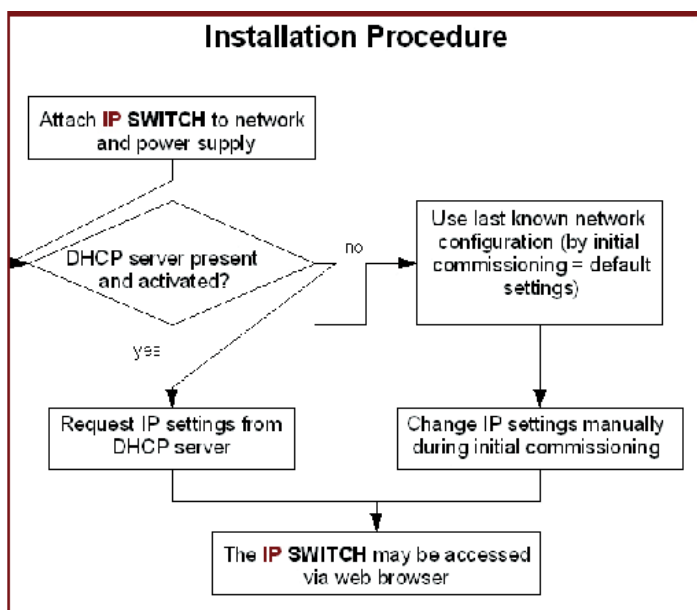 Installation Procedure
Attach IP SWITCH to network
and power supply
DHCP server present
and activated?
no
Use last known network
configuration (by initial
commissioning = default
settings)
yes
Request IP settings from
DHCP server
Change IP settings manually
during initial commissioning
The IP SWITCH may be accessed
via web browser